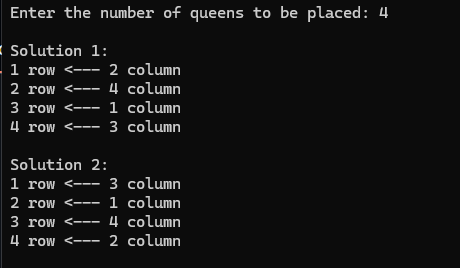 Enter the number of queens to be placed: 4
Solution 1:
1 row <--- 2 column
2 row <--- 4 column
3 row <--- 1 column
4 row <--- 3 column
Solution 2:
1 row <--- 3 column
2 row <--- 1 column
3 row <--- 4 column
4 row <--- 2 column